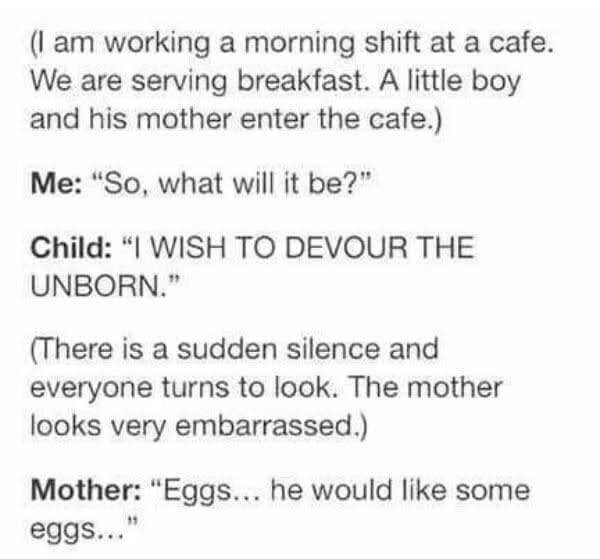 (I am working a morning shift at a cafe.
We are serving breakfast. A little boy
and his mother enter the cafe.)
Me: “So, what will it be?”
Child: “I WISH TO DEVOUR THE
UNBORN.”
(There is a sudden silence and
everyone turns to look. The mother
looks very embarrassed.)
Mother: “Eggs... he would like some
eggs...”